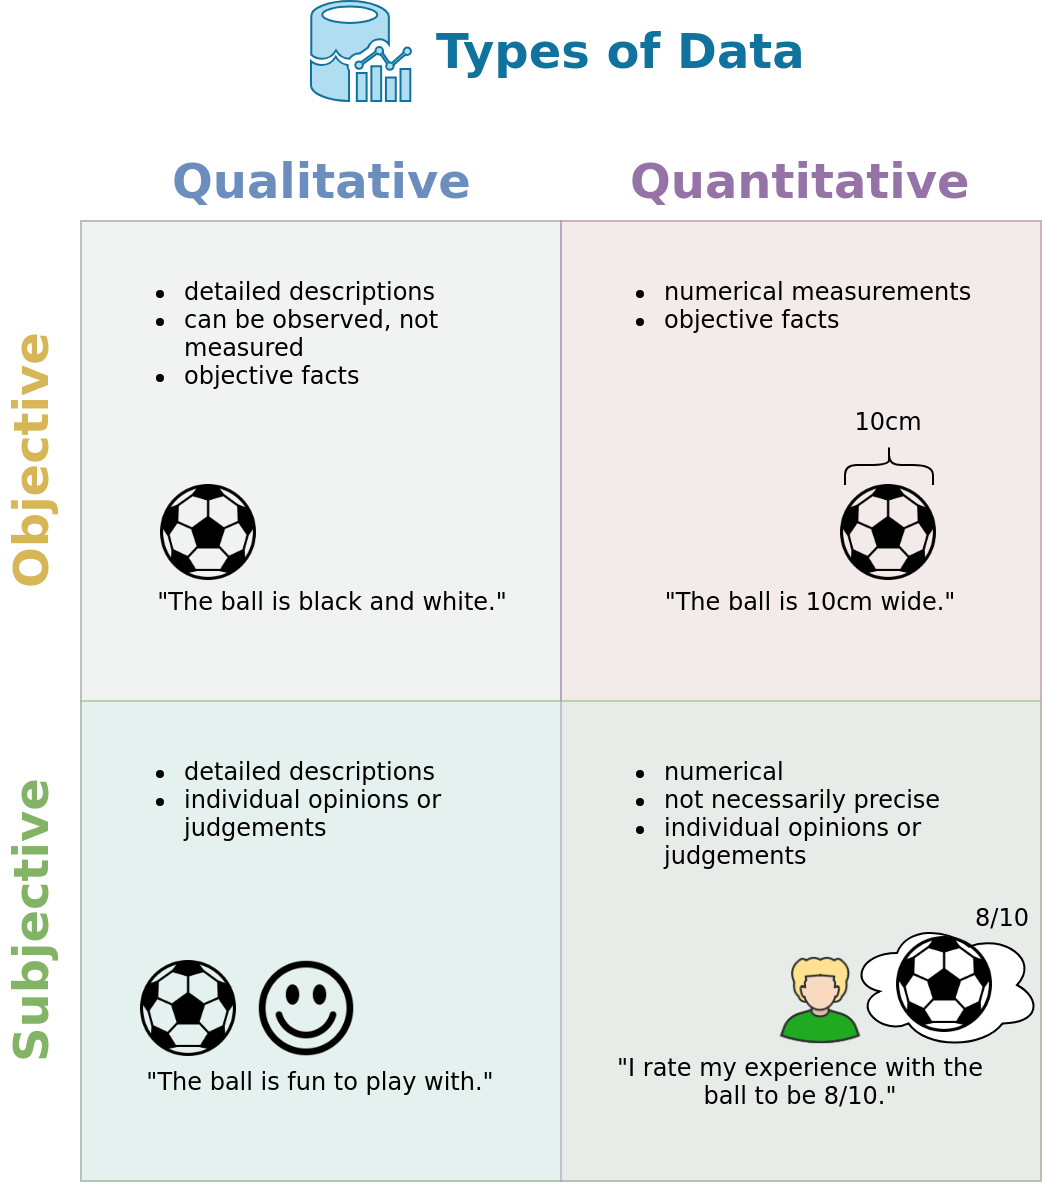 Types of Data
Qualitative
Quantitative
Objective
• detailed descriptions
• can be observed, not
measured
• objective facts
"The ball is black and white."
• numerical measurements
• objective facts
10cm
"The ball is 10cm wide."
Subjective
• detailed descriptions
• individual opinions or
judgements
"The ball is fun to play with."
• numerical
• not necessarily precise
• individual opinions or
judgements
8/10
"I rate my experience with the
ball to be 8/10."